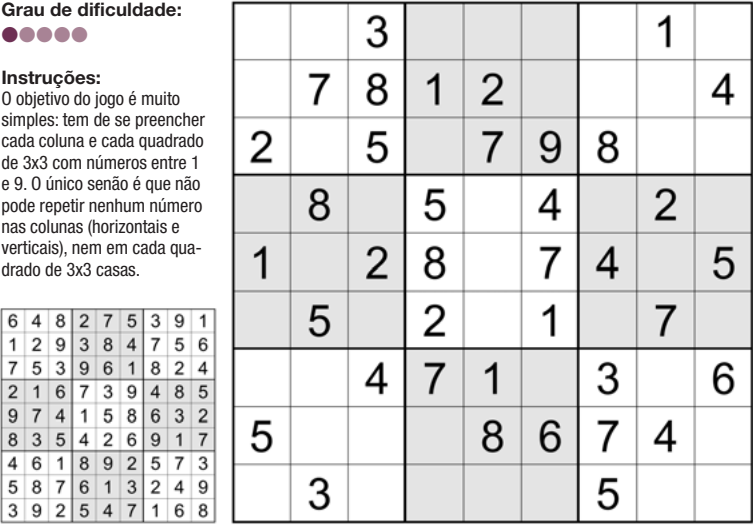 Grau de dificuldade:
Instruções:
O objetivo do jogo é muito
simples: tem de se preencher
cada coluna e cada quadrado
de 3x3 com números entre 1
e 9. O único senão é que não
pode repetir nenhum número
nas colunas (horizontais e
verticais), nem em cada qua-
drado de 3x3 casas.
6 4 8 2 7 5 3 9 1
1 2 9 3 8 4 7 5 6
7 5 3 9 6 1 8 2 4
2 1 6 7 3 9 4 8 5
9 7 4 1 5 8 6 3 2
8 3 5 4 2 6 9 1 7
4 6 1 8 9 2 5 7 3
5 8 7 6 1 3 2 4 9
3 9 2 5 4 7 1 6 8
3 1
7 8 1 2 4
2 5 7 9 8
8 5 4 2
1 2 8 7 4 5
5 2 1 7
4 7 1 3 6
5 8 6 7 4
3 5